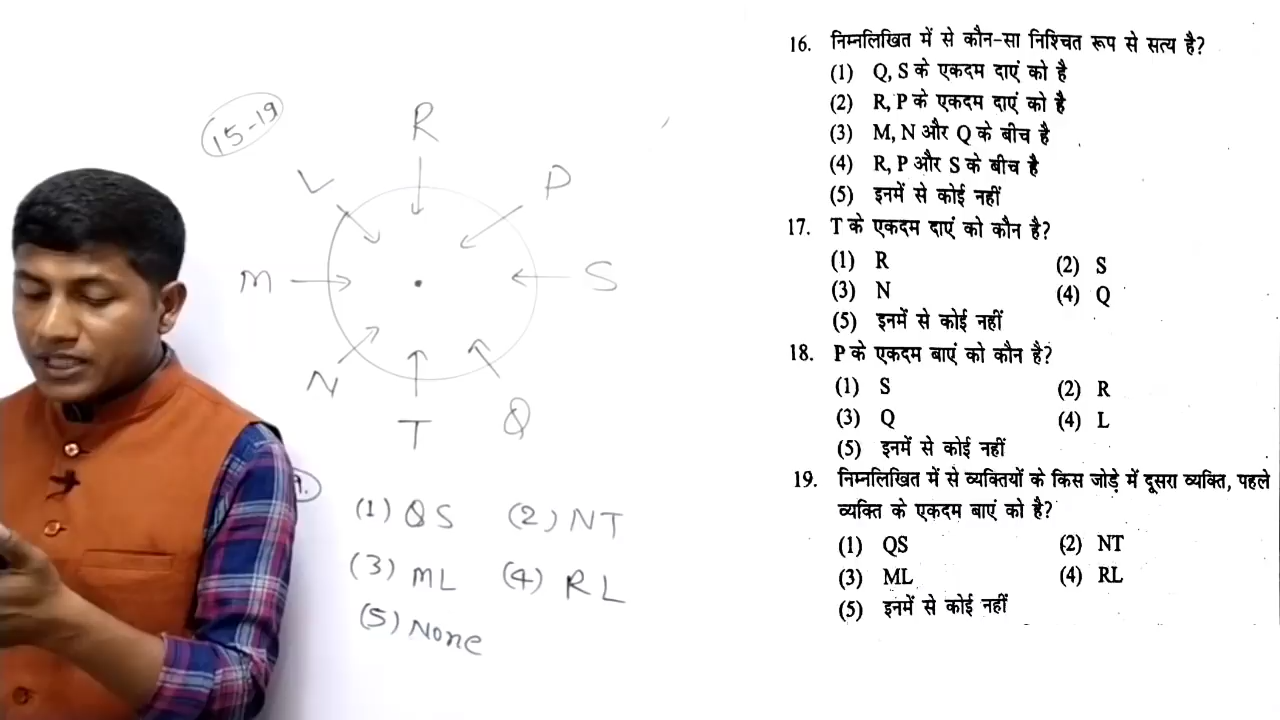 15-19
R
L
P
M
S
N
T
Q
9.
(1) QS (2) NT
(3) ML (4) RL
(5) None
16. निम्नलिखित में से कौन-सा निश्चित रूप से सत्य है?
(1) Q, S के एकदम दाएं को है
(2) R, P के एकदम दाएं को है
(3) M, N और Q के बीच है
(4) R, P और S के बीच है
(5) इनमें से कोई नहीं
17. T के एकदम दाएं को कौन है?
(1) R (2) S
(3) N (4) Q
(5) इनमें से कोई नहीं
18. P के एकदम बाएं को कौन है?
(1) S (2) R
(3) Q (4) L
(5) इनमें से कोई नहीं
19. निम्नलिखित में से व्यक्तियों के किस जोड़े में दूसरा व्यक्ति, पहले
व्यक्ति के एकदम बाएं को है?
(1) QS (2) NT
(3) ML (4) RL
(5) इनमें से कोई नहीं